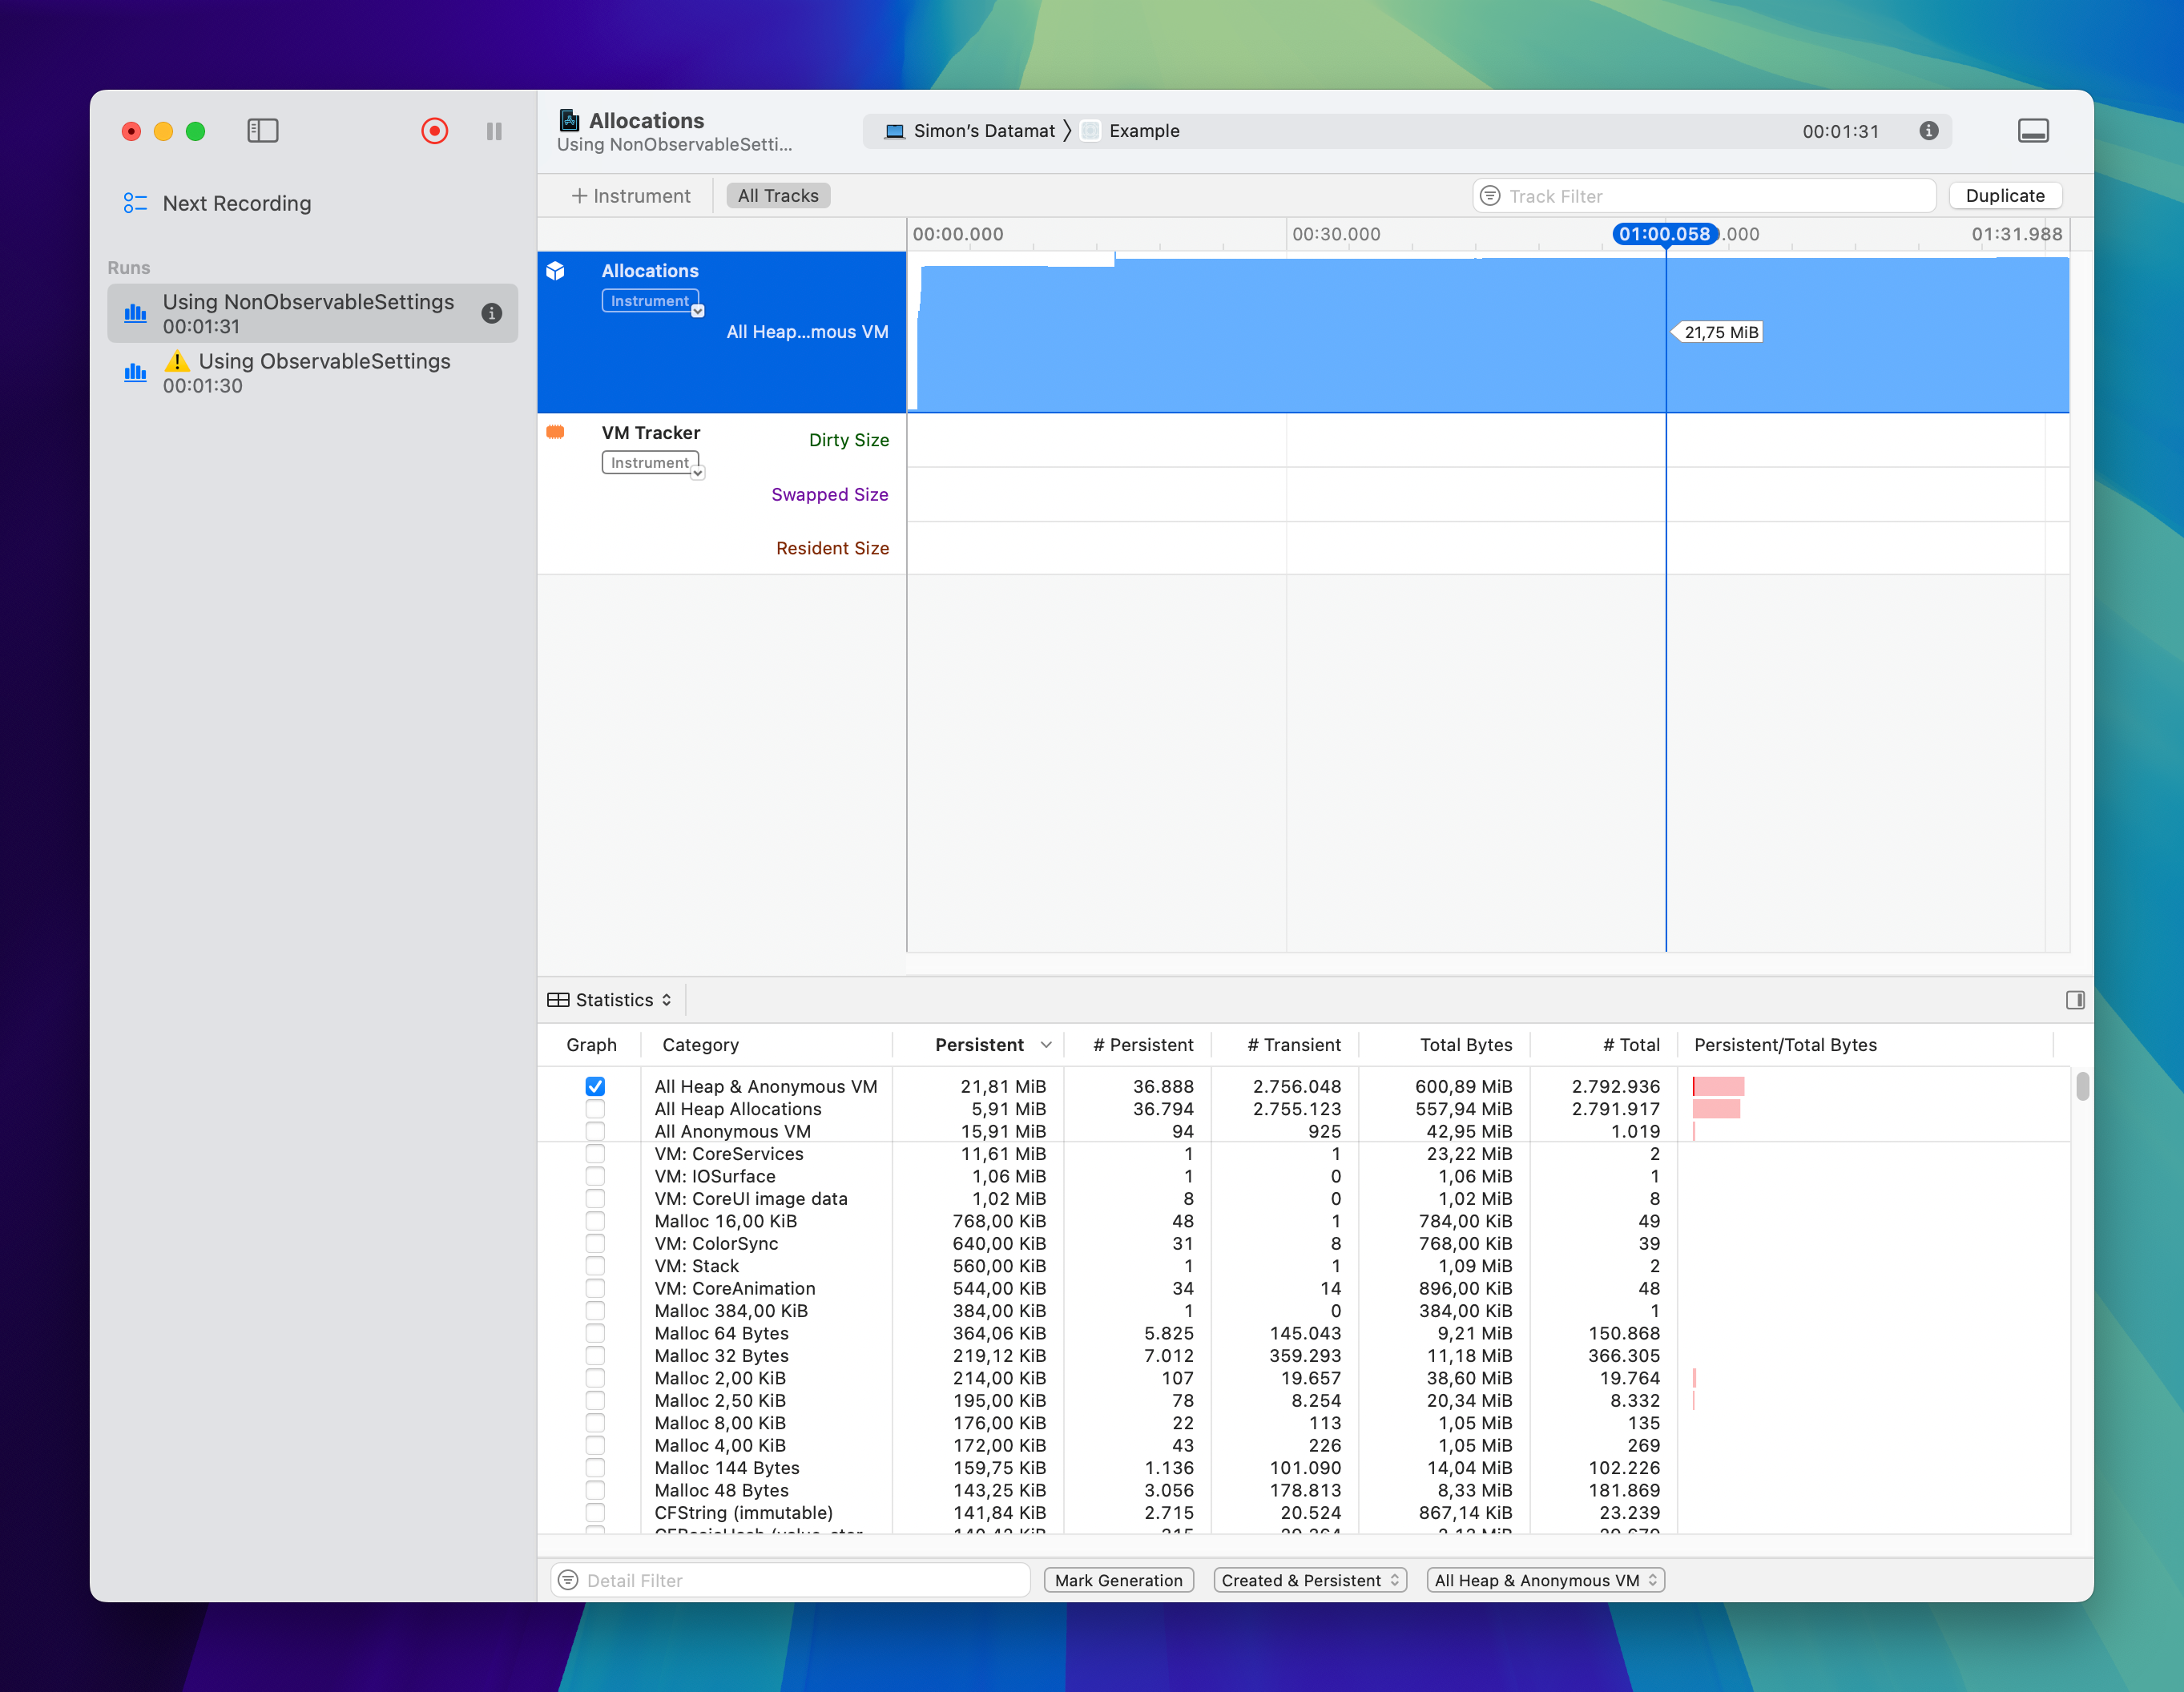 Allocations
Using NonObservableSetti...
Simon's Datamat
Example
00:01:31
Next Recording
Runs
Using NonObservableSettings
00:01:31
Using ObservableSettings
00:01:30
+ Instrument
All Tracks
Track Filter
Duplicate
00:00.000
00:30.000
01:00.058
.000
01:31.988
Allocations
Instrument
All Heap...mous VM
21,75 MiB
VM Tracker
Instrument
Dirty Size
Swapped Size
Resident Size
Statistics
Graph Category Persistent # Persistent # Transient Total Bytes # Total Persistent/Total Bytes
All Heap & Anonymous VM 21,81 MiB 36.888 2.756.048 600,89 MiB 2.792.936
All Heap Allocations 5,91 MiB 36.794 2.755.123 557,94 MiB 2.791.917
All Anonymous VM 15,91 MiB 94 925 42,95 MiB 1.019
VM: CoreServices 11,61 MiB 1 1 23,22 MiB 2
VM: IOSurface 1,06 MiB 1 0 1,06 MiB 1
VM: CoreUI image data 1,02 MiB 8 0 1,02 MiB 8
Malloc 16,00 KiB 768,00 KiB 48 1 784,00 KiB 49
VM: ColorSync 640,00 KiB 31 8 768,00 KiB 39
VM: Stack 560,00 KiB 1 1 1,09 MiB 2
VM: CoreAnimation 544,00 KiB 34 14 896,00 KiB 48
Malloc 384,00 KiB 384,00 KiB 1 0 384,00 KiB 1
Malloc 64 Bytes 364,06 KiB 5.825 145.043 9,21 MiB 150.868
Malloc 32 Bytes 219,12 KiB 7.012 359.293 11,18 MiB 366.305
Malloc 2,00 KiB 214,00 KiB 107 19.657 38,60 MiB 19.764
Malloc 2,50 KiB 195,00 KiB 78 8.254 20,34 MiB 8.332
Malloc 8,00 KiB 176,00 KiB 22 113 1,05 MiB 135
Malloc 4,00 KiB 172,00 KiB 43 226 1,05 MiB 269
Malloc 144 Bytes 159,75 KiB 1.136 101.090 14,04 MiB 102.226
Malloc 48 Bytes 143,25 KiB 3.056 178.813 8,33 MiB 181.869
CFString (immutable) 141,84 KiB 2.715 20.524 867,14 KiB 23.239
Detail Filter
Mark Generation
Created & Persistent
All Heap & Anonymous VM